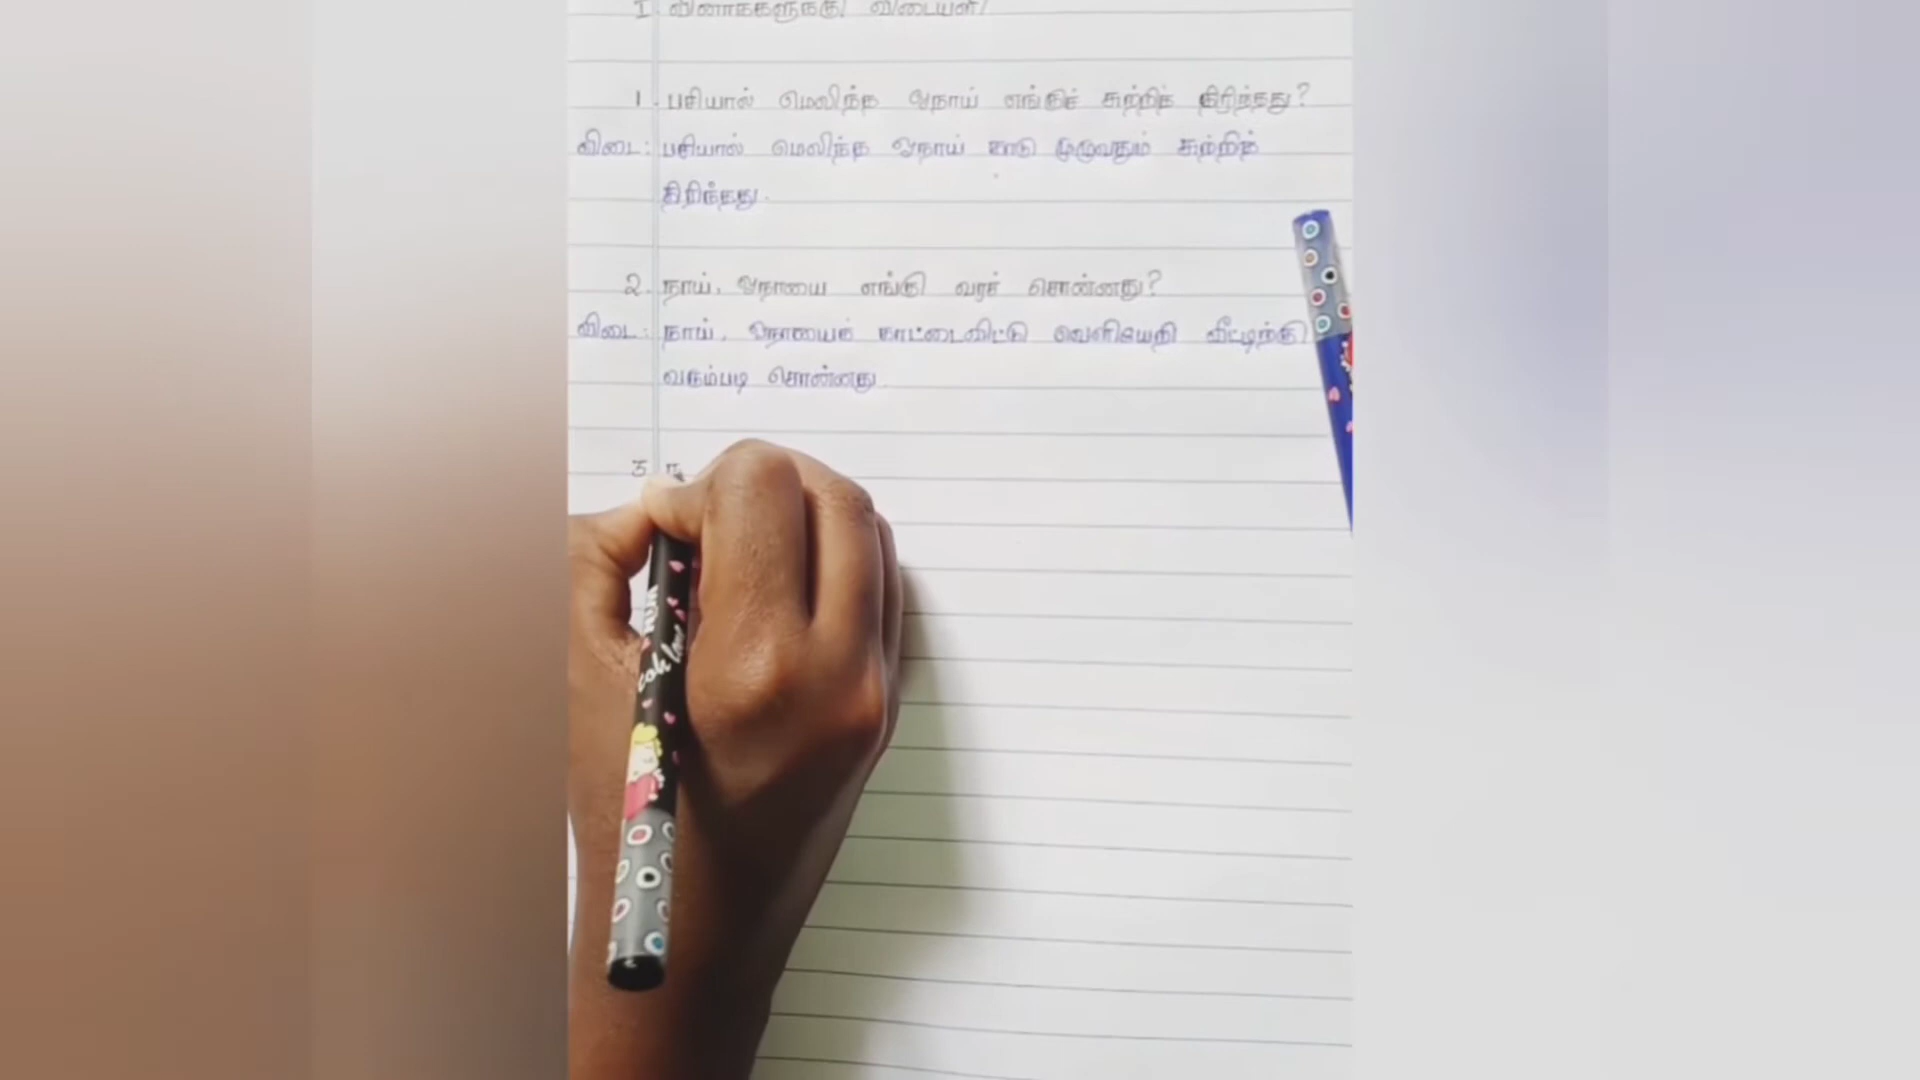 I. வினாக்களுக்கு விடையளி
1. பசியால் மெலிந்த ஓநாய் எங்குச் சுற்றித் திரிந்தது?
விடை: பசியால் மெலிந்த ஓநாய் காடு முழுவதும் சுற்றித்
திரிந்தது.
2. நாய், ஓநாயை எங்கு வரச் சொன்னது?
விடை: நாய், ஓநாயைக் காட்டைவிட்டு வெளியேறி வீட்டிற்கு
வரும்படி சொன்னது.
3.